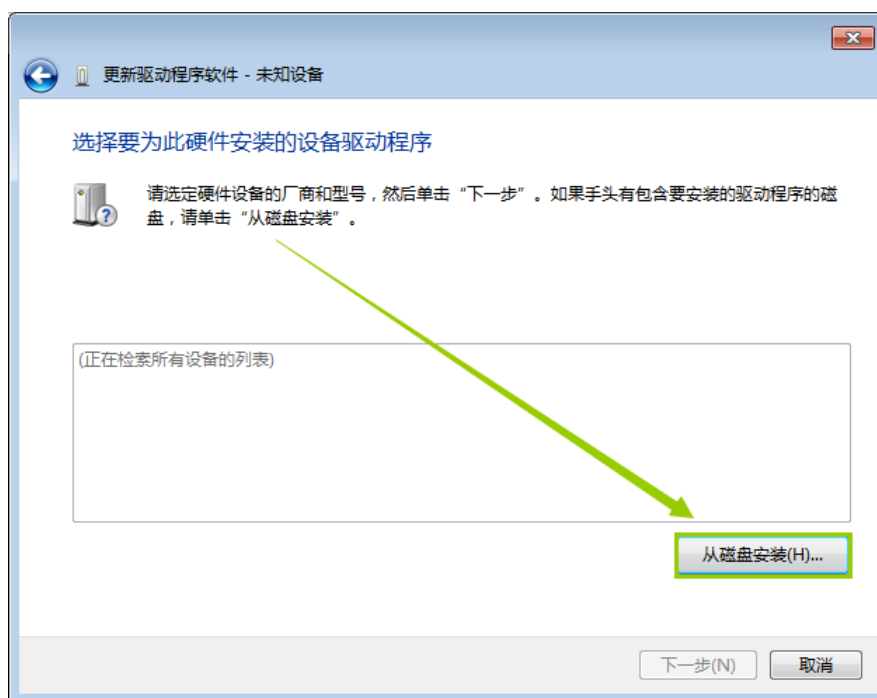 更新驱动程序软件 - 未知设备
选择要为此硬件安装的设备驱动程序
请选定硬件设备的厂商和型号，然后单击“下一步”。如果手头有包含要安装的驱动程序的磁
盘，请单击“从磁盘安装”。
(正在检索所有设备的列表)
从磁盘安装(H)...
下一步(N)
取消